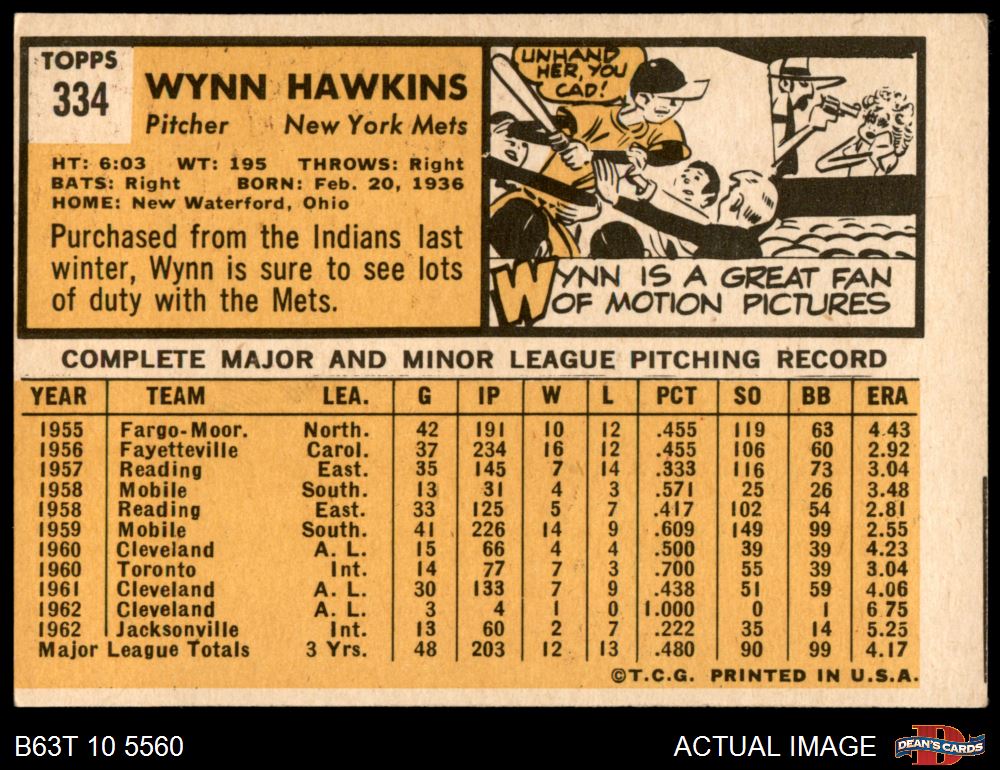 TOPPS
334
WYNN HAWKINS
Pitcher New York Mets
HT: 6:03 WT: 195 THROWS: Right
BATS: Right BORN: Feb. 20, 1936
HOME: New Waterford, Ohio
Purchased from the Indians last
winter, Wynn is sure to see lots
of duty with the Mets.
UNHAND
HER, YOU
CAD!
WYNN IS A GREAT FAN
OF MOTION PICTURES
COMPLETE MAJOR AND MINOR LEAGUE PITCHING RECORD
YEAR TEAM LEA. G IP W L PCT SO BB ERA
1955 Fargo-Moor. North. 42 191 10 12 .455 119 63 4.43
1956 Fayetteville Carol. 37 234 16 12 .455 106 60 2.92
1957 Reading East. 35 145 7 14 .333 116 73 3.04
1958 Mobile South. 13 31 4 3 .571 25 26 3.48
1958 Reading East. 33 125 5 7 .417 102 54 2.81
1959 Mobile South. 41 226 14 9 .609 149 99 2.55
1960 Cleveland A. L. 15 66 4 4 .500 39 39 4.23
1960 Toronto Int. 14 77 7 3 .700 55 39 3.04
1961 Cleveland A. L. 30 133 7 9 .438 51 59 4.06
1962 Cleveland A. L. 3 4 1 0 1.000 0 1 6 75
1962 Jacksonville Int. 13 60 2 7 .222 35 14 5.25
Major League Totals 3 Yrs. 48 203 12 13 .480 90 99 4.17
©T.C.G. PRINTED IN U.S.A.
B63T 10 5560
ACTUAL IMAGE
DEAN'S CARDS